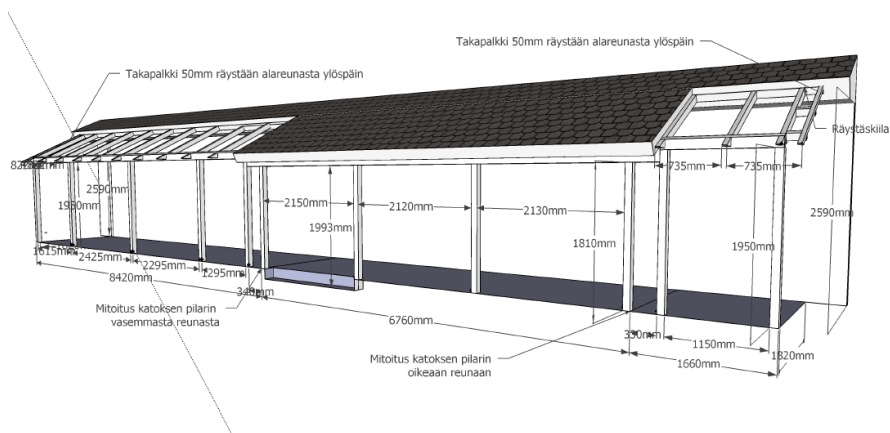 Takapalkki 50mm räystään alareunasta ylöspäin
Takapalkki 50mm räystään alareunasta ylöspäin
Räystäskiila
735mm
735mm
2590mm
2590mm
1950mm
2150mm
2120mm
2130mm
1993mm
1810mm
1950mm
1615mm
2425mm
2295mm
1295mm
8420mm
340mm
Mitoitus katoksen pilarin
vasemmasta reunasta
6760mm
330mm
1150mm
1820mm
1660mm
Mitoitus katoksen pilarin
oikeaan reunaan